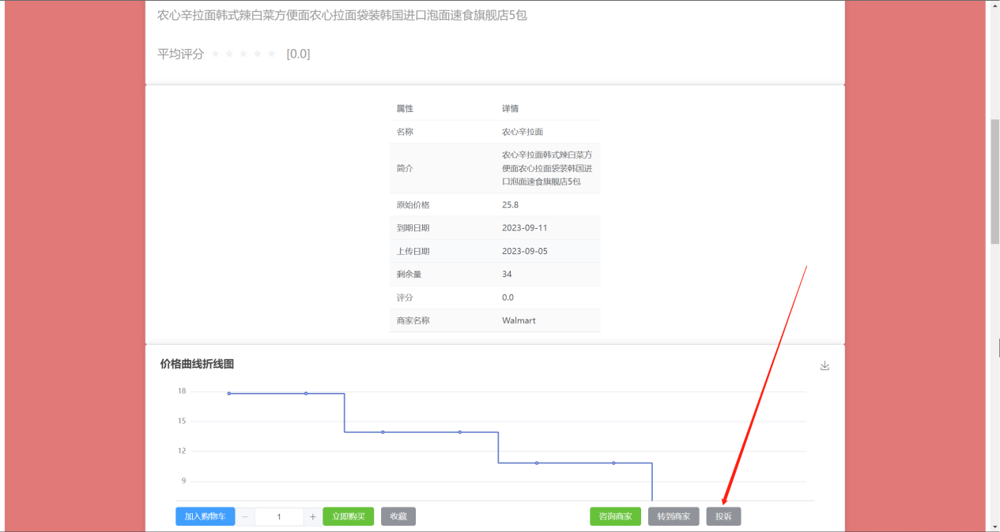 农心辛拉面韩式辣白菜方便面农心拉面袋装韩国进口泡面速食旗舰店5包
平均评分 [0.0]
属性 详情
名称 农心辛拉面
简介 农心辛拉面韩式辣白菜方
便面农心拉面袋装韩国进
口泡面速食旗舰店5包
原始价格 25.8
到期日期 2023-09-11
上传日期 2023-09-05
剩余量 34
评分 0.0
商家名称 Walmart
价格曲线折线图
18
15
12
9
加入购物车 − 1 + 立即购买 收藏 咨询商家 转到商家 投诉